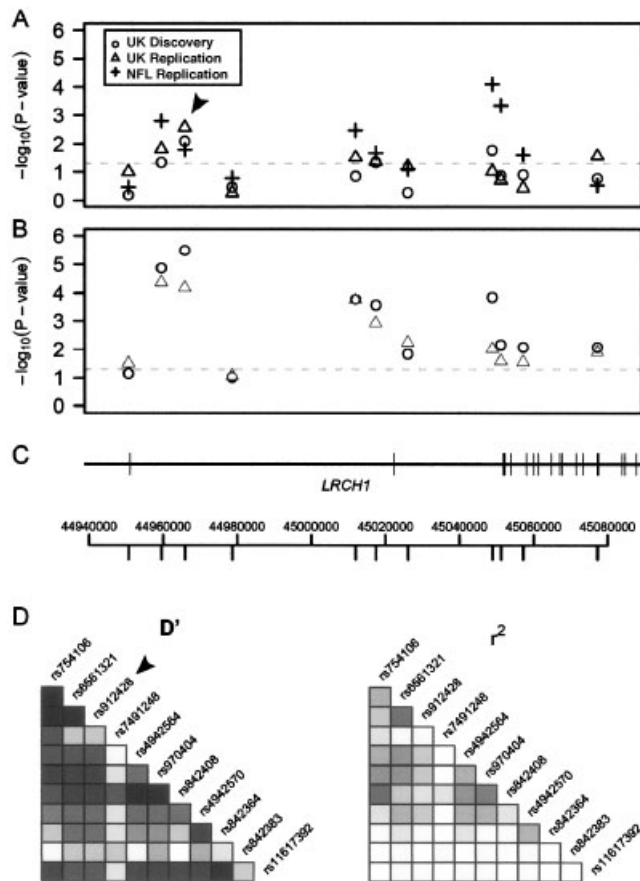 A
6
5
4
3
2
1
0
−log10(P−value)
UK Discovery
UK Replication
NFL Replication
B
6
5
4
3
2
1
0
−log10(P−value)
C
LRCH1
44940000 44960000 44980000 45000000 45020000 45040000 45060000 45080000
D
D'
rs754106
rs6561321
rs912428
rs7491248
rs4942564
rs970404
rs842408
rs4942570
rs842364
rs842383
rs11617392
r2
rs754106
rs6561321
rs912428
rs7491248
rs4942564
rs970404
rs842408
rs4942570
rs842364
rs842383
rs11617392